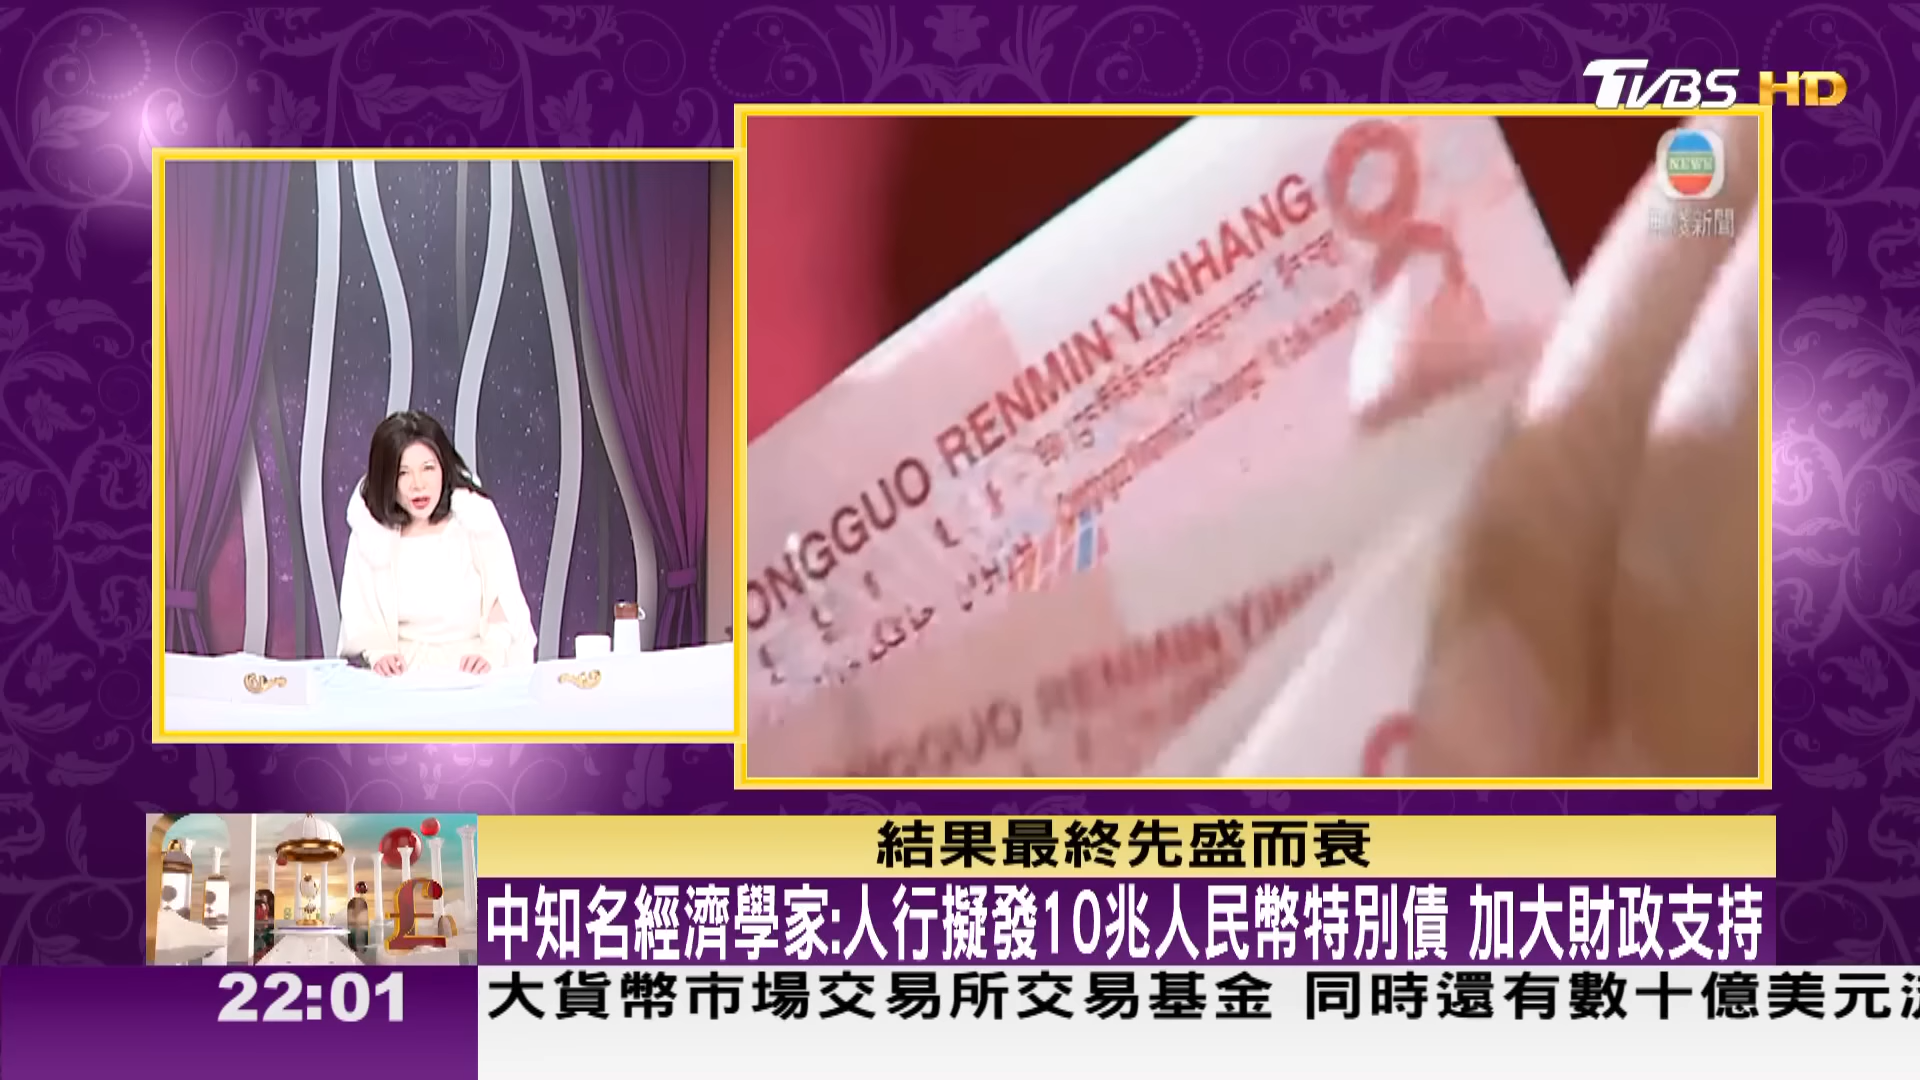 TVBS HD
NEWS
無綫新聞
ZHONGGUO RENMIN YINHANG
結果最終先盛而衰
中知名經濟學家:人行擬發10兆人民幣特別債 加大財政支持
22:01
大貨幣市場交易所交易基金 同時還有數十億美元